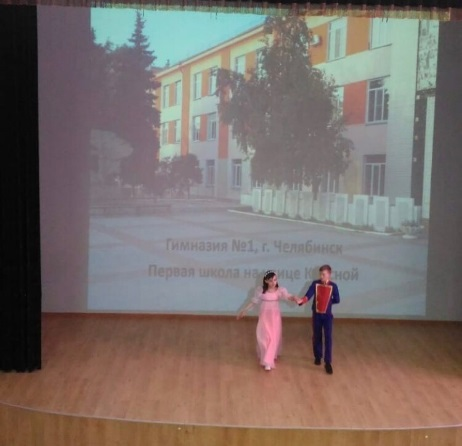 Гимназия №1, г. Челябинск
Первая школа на улице